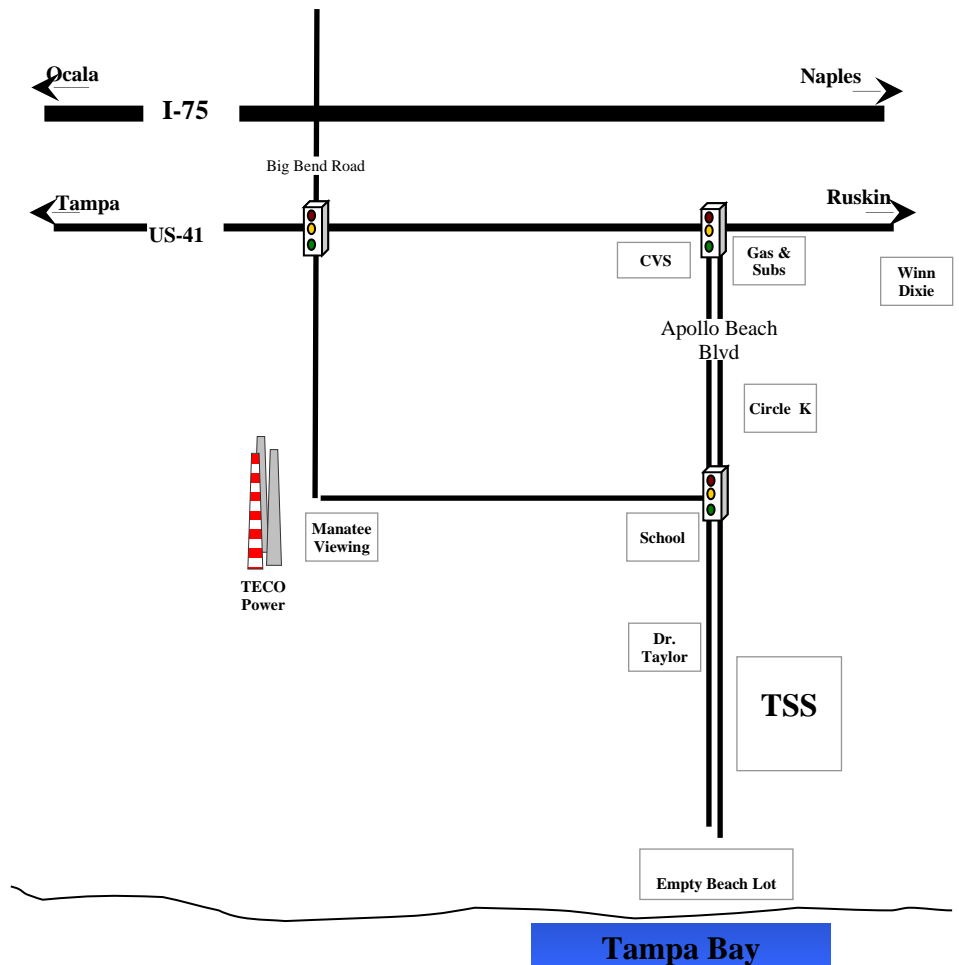 Ocala
Naples
I-75
Big Bend Road
Tampa
Ruskin
US-41
CVS
Gas &
Subs
Winn
Dixie
Apollo Beach
Blvd
Circle K
Manatee
Viewing
School
TECO
Power
Dr.
Taylor
TSS
Empty Beach Lot
Tampa Bay